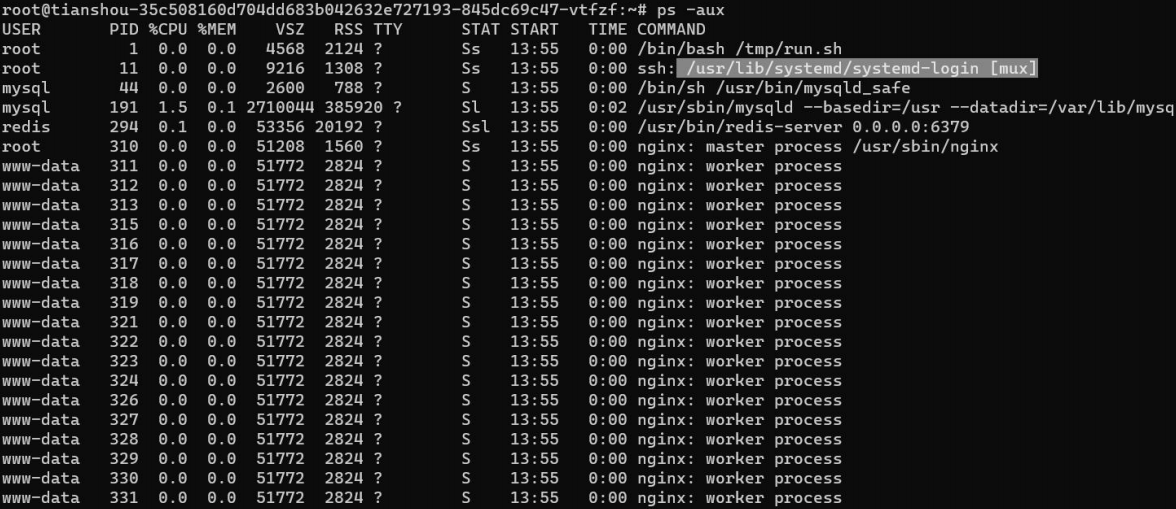 root@tianshou-35c508160d704dd683b042632e727193-845dc69c47-vtfzf:~# ps -aux
USER PID %CPU %MEM VSZ RSS TTY STAT START TIME COMMAND
root 1 0.0 0.0 4568 2124 ? Ss 13:55 0:00 /bin/bash /tmp/run.sh
root 11 0.0 0.0 9216 1308 ? Ss 13:55 0:00 ssh: /usr/lib/systemd/systemd-login [mux]
mysql 44 0.0 0.0 2600 788 ? S 13:55 0:00 /bin/sh /usr/bin/mysqld_safe
mysql 191 1.5 0.1 2710044 385920 ? Sl 13:55 0:02 /usr/sbin/mysqld --basedir=/usr --datadir=/var/lib/mysq
redis 294 0.1 0.0 53356 20192 ? Ssl 13:55 0:00 /usr/bin/redis-server 0.0.0.0:6379
root 310 0.0 0.0 51208 1560 ? Ss 13:55 0:00 nginx: master process /usr/sbin/nginx
www-data 311 0.0 0.0 51772 2824 ? S 13:55 0:00 nginx: worker process
www-data 312 0.0 0.0 51772 2824 ? S 13:55 0:00 nginx: worker process
www-data 313 0.0 0.0 51772 2824 ? S 13:55 0:00 nginx: worker process
www-data 315 0.0 0.0 51772 2824 ? S 13:55 0:00 nginx: worker process
www-data 316 0.0 0.0 51772 2824 ? S 13:55 0:00 nginx: worker process
www-data 317 0.0 0.0 51772 2824 ? S 13:55 0:00 nginx: worker process
www-data 318 0.0 0.0 51772 2824 ? S 13:55 0:00 nginx: worker process
www-data 319 0.0 0.0 51772 2824 ? S 13:55 0:00 nginx: worker process
www-data 321 0.0 0.0 51772 2824 ? S 13:55 0:00 nginx: worker process
www-data 322 0.0 0.0 51772 2824 ? S 13:55 0:00 nginx: worker process
www-data 323 0.0 0.0 51772 2824 ? S 13:55 0:00 nginx: worker process
www-data 324 0.0 0.0 51772 2824 ? S 13:55 0:00 nginx: worker process
www-data 326 0.0 0.0 51772 2824 ? S 13:55 0:00 nginx: worker process
www-data 327 0.0 0.0 51772 2824 ? S 13:55 0:00 nginx: worker process
www-data 328 0.0 0.0 51772 2824 ? S 13:55 0:00 nginx: worker process
www-data 329 0.0 0.0 51772 2824 ? S 13:55 0:00 nginx: worker process
www-data 330 0.0 0.0 51772 2824 ? S 13:55 0:00 nginx: worker process
www-data 331 0.0 0.0 51772 2824 ? S 13:55 0:00 nginx: worker process